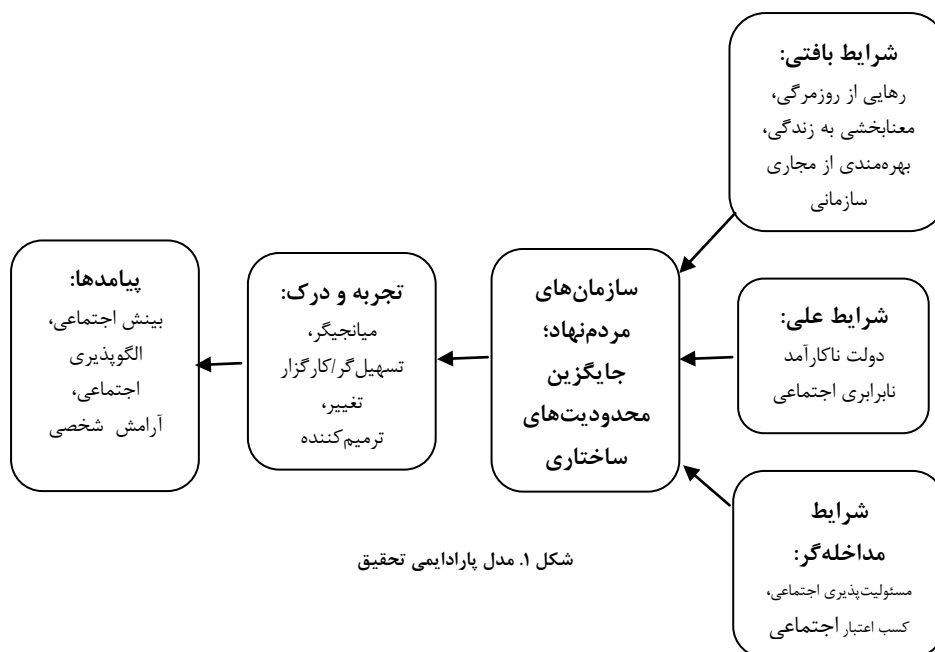 شرایط بافتی:
رهایی از روزمرگی،
معنابخشی به زندگی،
بهره‌مندی از مجاری
سازمانی
شرایط علی:
دولت ناکارآمد
نابرابری اجتماعی
شرایط
مداخله‌گر:
مسئولیت‌پذیری اجتماعی،
کسب اعتبار اجتماعی
سازمان‌های
مردم‌نهاد؛
جایگزین
محدودیت‌های
ساختاری
تجربه و درک:
میانجیگر،
تسهیل‌گر/کارگزار
تغییر،
ترمیم‌کننده
پیامدها:
بینش اجتماعی،
الگوپذیری
اجتماعی،
آرامش شخصی
شکل ۱. مدل پارادایمی تحقیق